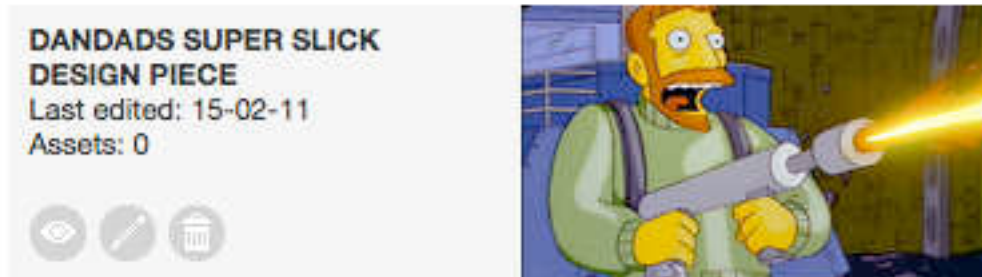 DANDADS SUPER SLICK
DESIGN PIECE
Last edited: 15-02-11
Assets: 0